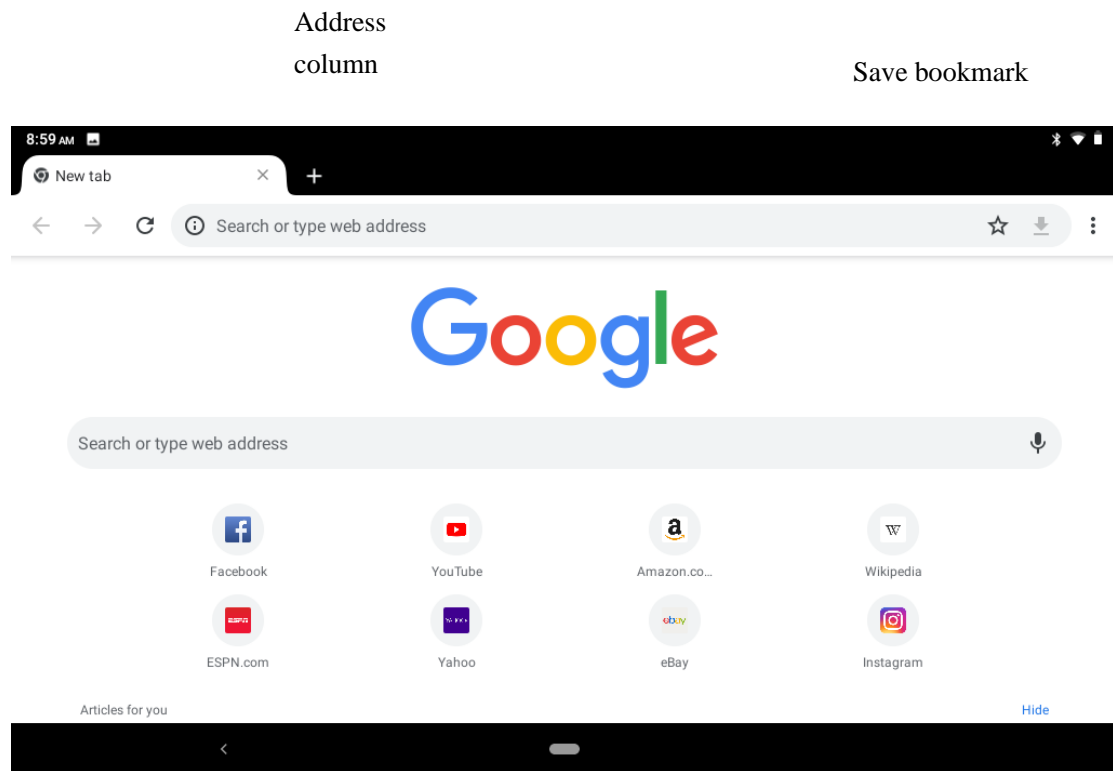 Address
column
Save bookmark
8:59 AM
New tab
Search or type web address
Google
Search or type web address
Facebook
YouTube
Amazon.co...
Wikipedia
ESPN.com
Yahoo
eBay
Instagram
Articles for you
Hide